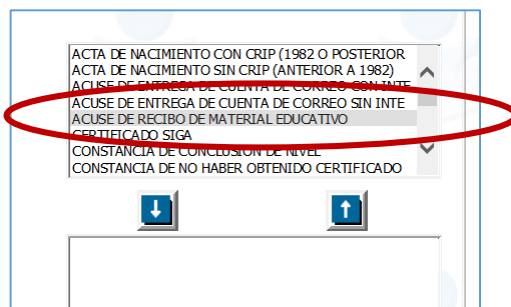 ACTA DE NACIMIENTO CON CRIP (1982 O POSTERIOR
ACTA DE NACIMIENTO SIN CRIP (ANTERIOR A 1982)
ACUSE DE ENTREGA DE CUENTA DE CORREO CON INTE
ACUSE DE ENTREGA DE CUENTA DE CORREO SIN INTE
ACUSE DE RECIBO DE MATERIAL EDUCATIVO
CERTIFICADO SIGA
CONSTANCIA DE CONCLUSIÓN DE NIVEL
CONSTANCIA DE NO HABER OBTENIDO CERTIFICADO